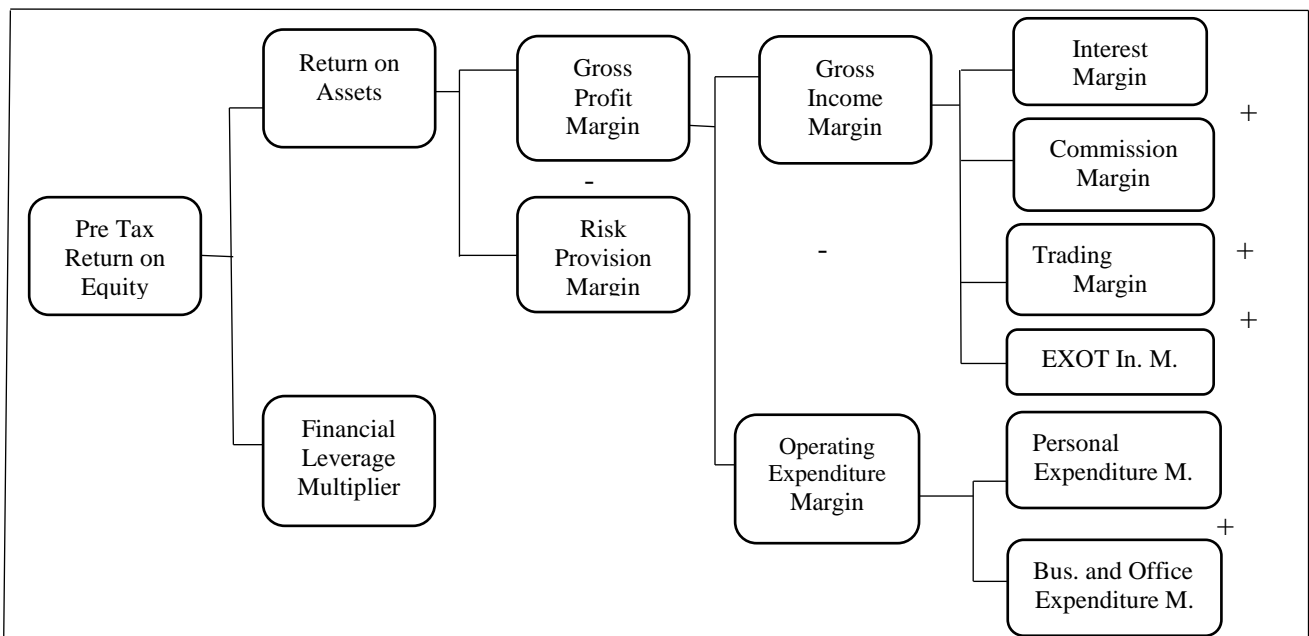 Pre Tax
Return on
Equity
Return on
Assets
Financial
Leverage
Multiplier
Gross
Profit
Margin
-
Risk
Provision
Margin
Gross
Income
Margin
-
Operating
Expenditure
Margin
Interest
Margin
+
Commission
Margin
+
Trading
Margin
+
EXOT In. M.
Personal
Expenditure M.
+
Bus. and Office
Expenditure M.